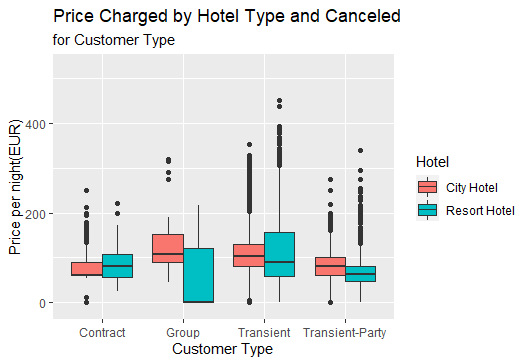 Price Charged by Hotel Type and Canceled
for Customer Type
Price per night(EUR)
400
200
0
Contract
Group
Transient
Transient-Party
Customer Type
Hotel
City Hotel
Resort Hotel